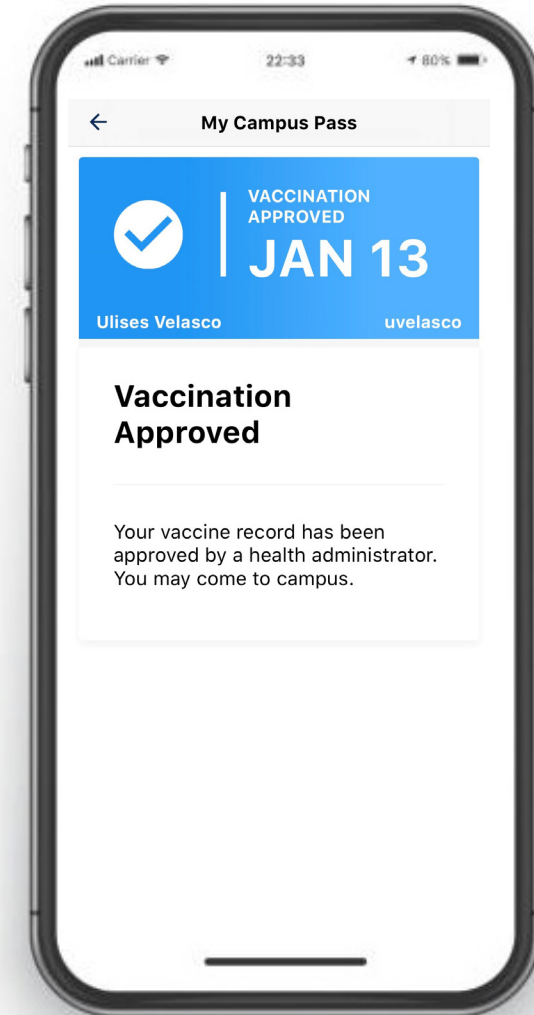 Carrier 22:33 80%
My Campus Pass
VACCINATION
APPROVED
JAN 13
Ulises Velasco uvelasco
Vaccination
Approved
Your vaccine record has been
approved by a health administrator.
You may come to campus.